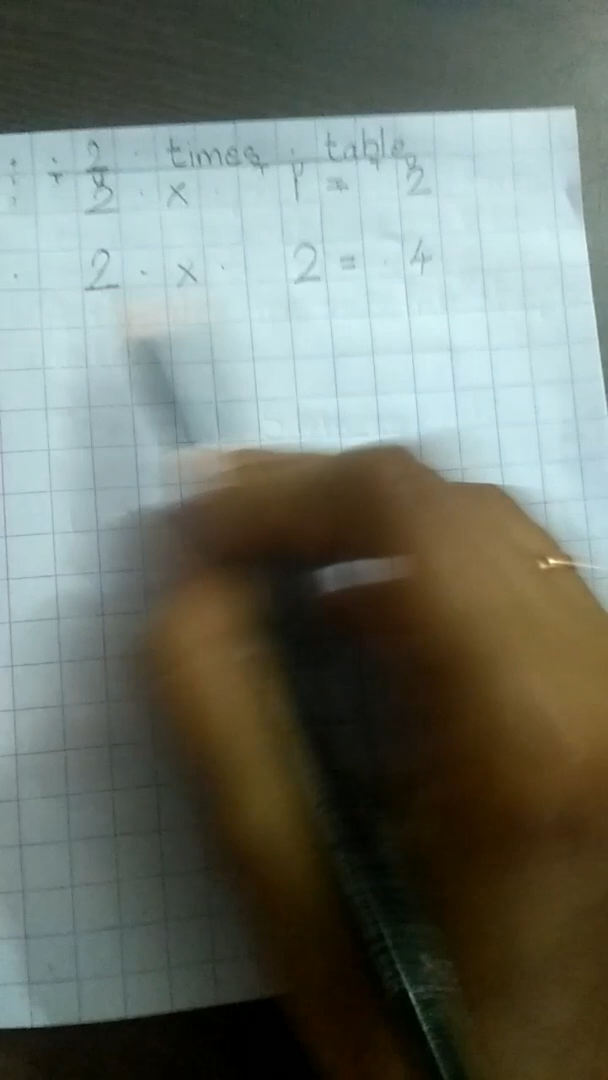 2 times table
2 x 1 = 2
2 x 2 = 4